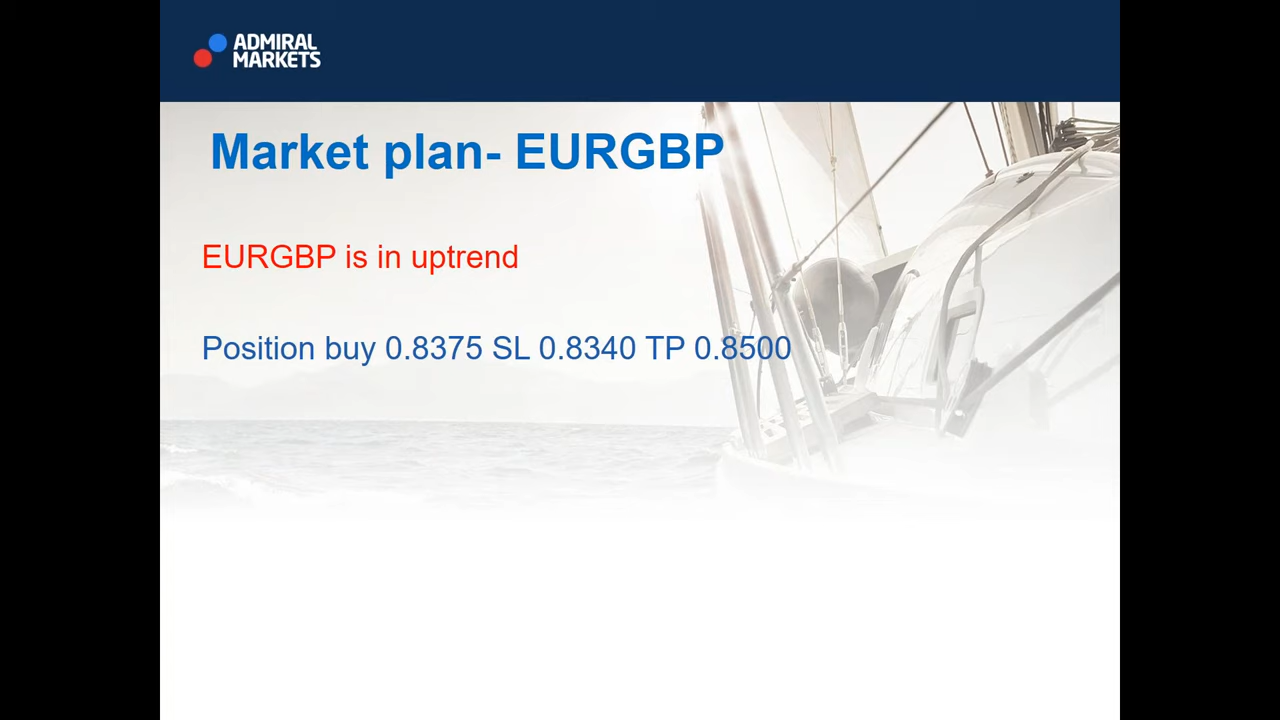 ADMIRAL
MARKETS
Market plan- EURGBP
EURGBP is in uptrend
Position buy 0.8375 SL 0.8340 TP 0.8500